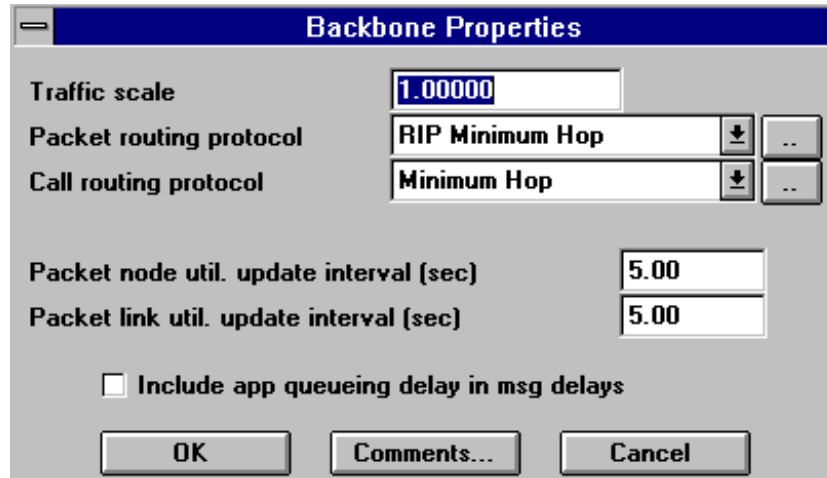 Backbone Properties
Traffic scale 1.00000
Packet routing protocol RIP Minimum Hop ..
Call routing protocol Minimum Hop ..
Packet node util. update interval (sec) 5.00
Packet link util. update interval (sec) 5.00
Include app queueing delay in msg delays
OK Comments... Cancel